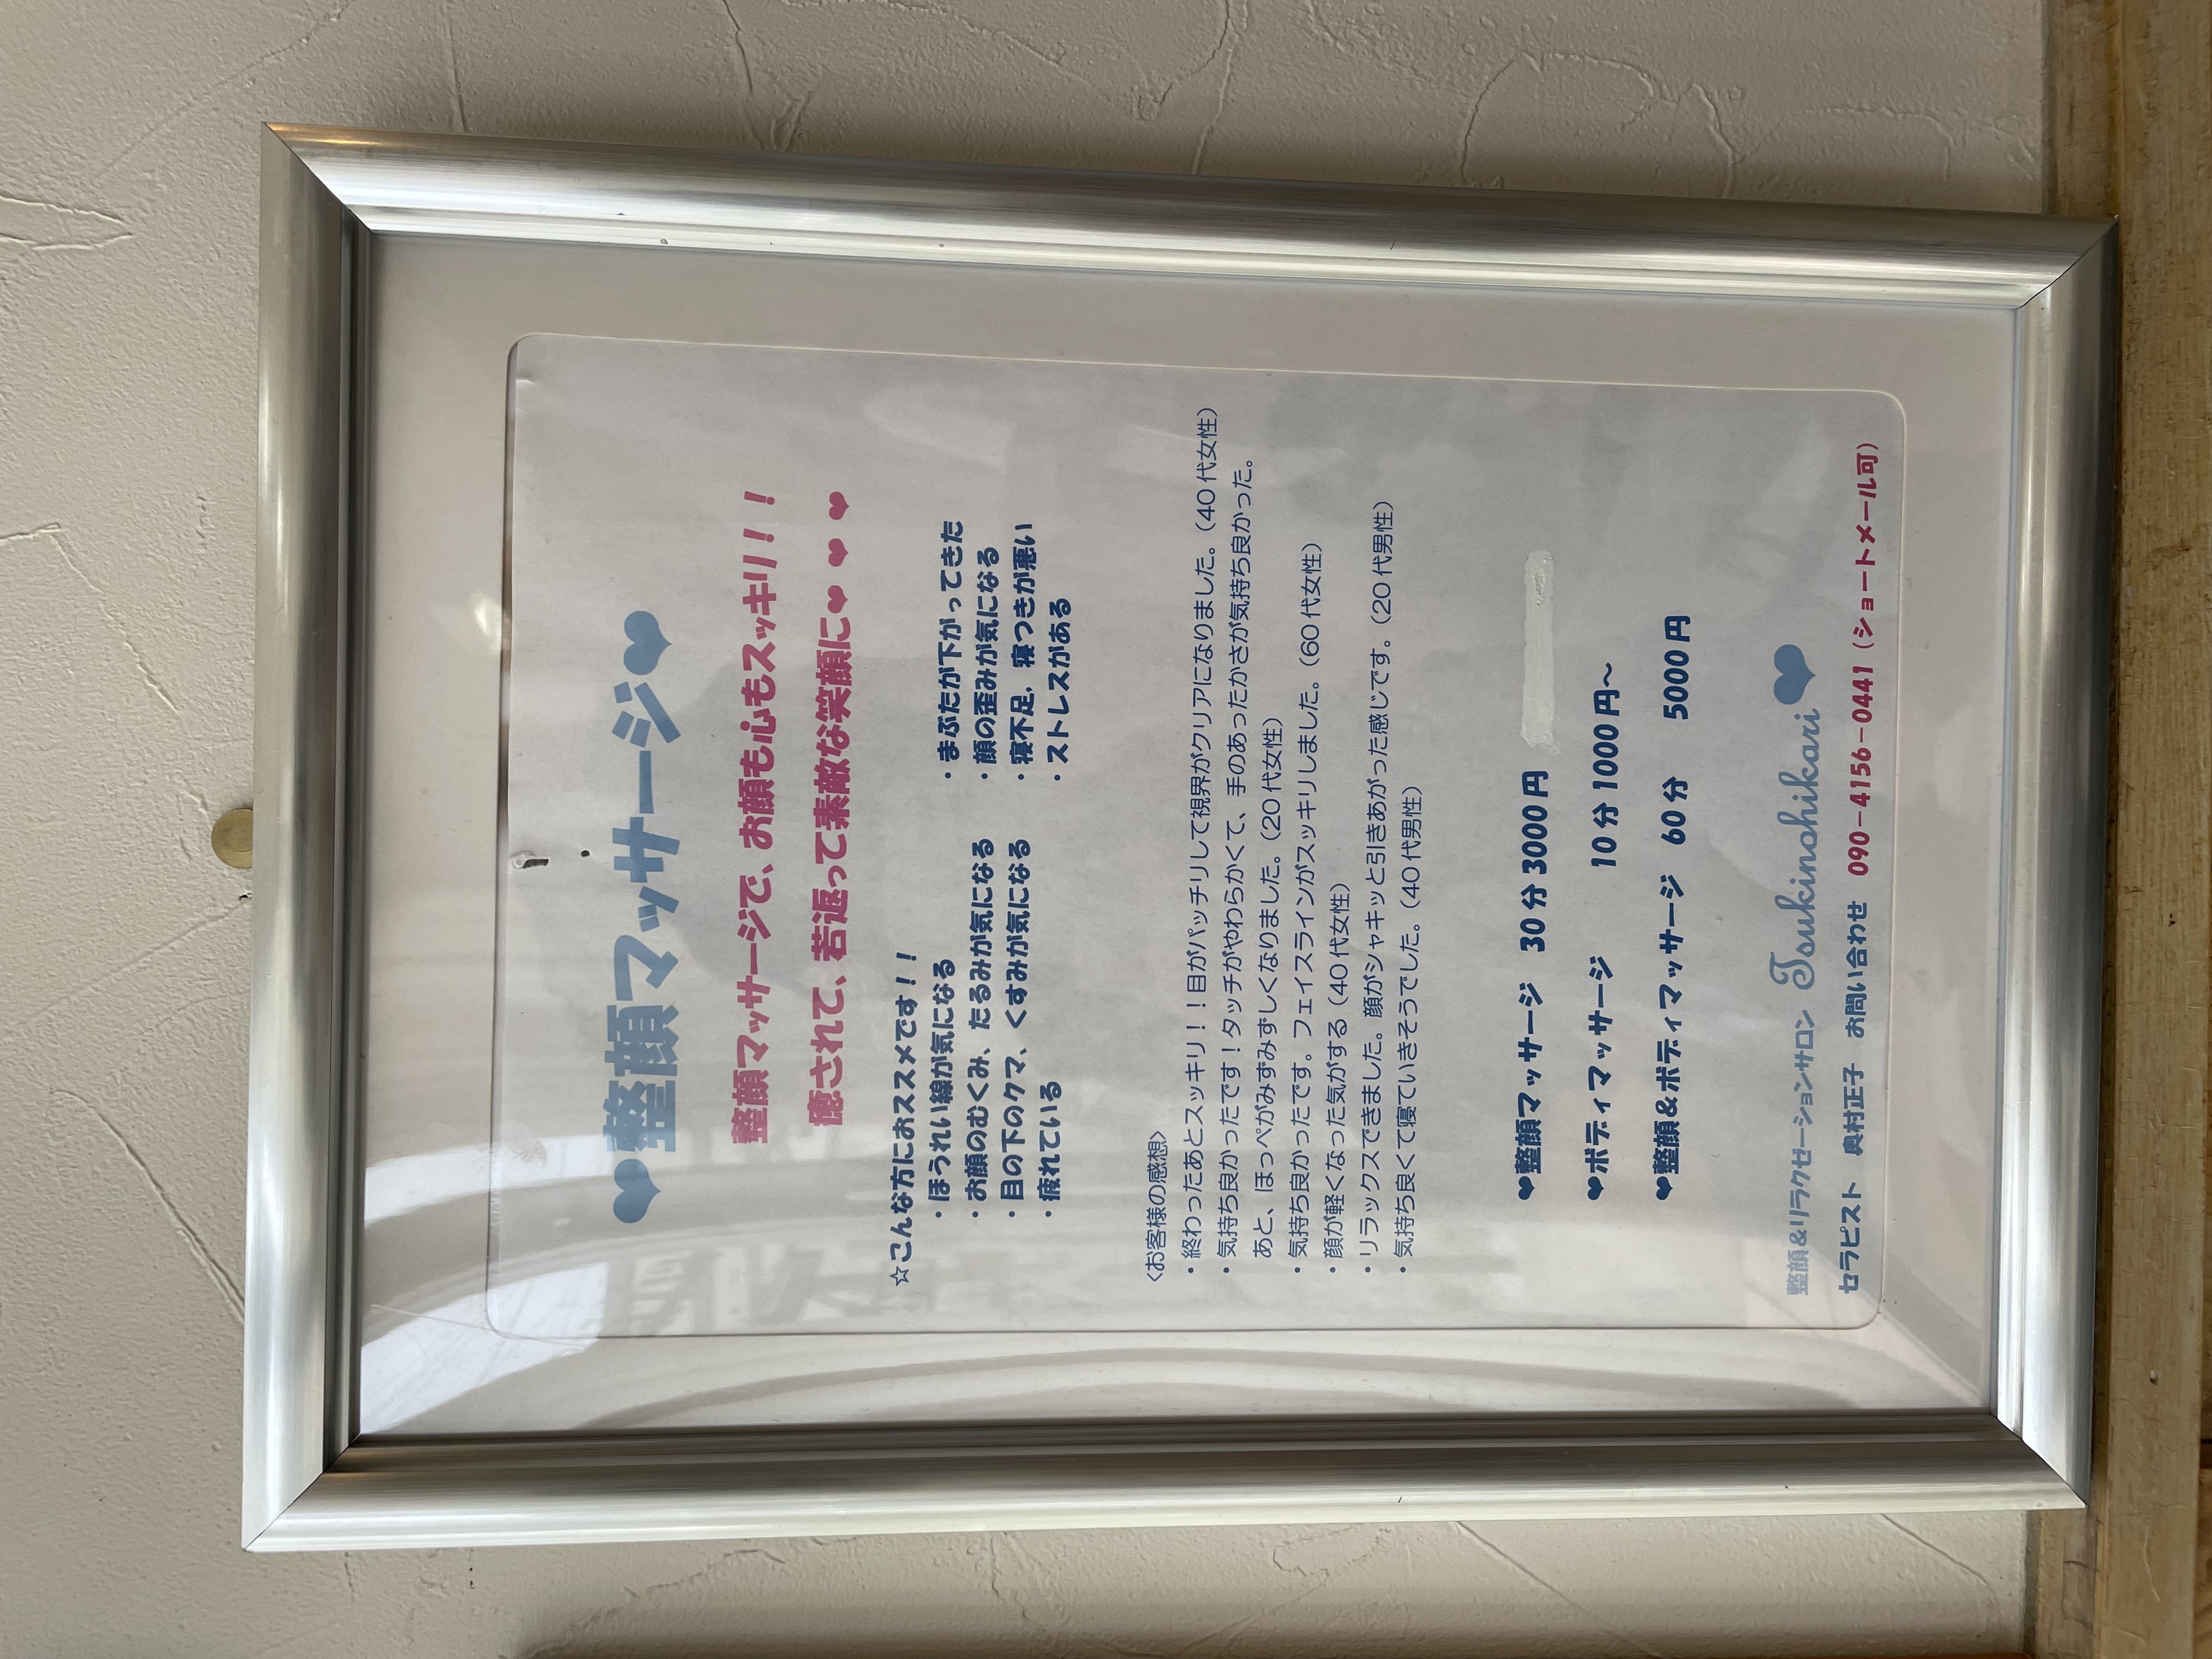 ❤整顔マッサージ❤
整顔マッサージで、お顔も心もスッキリ！！
癒されて、若返って素敵な笑顔に❤ ❤ ❤
☆こんな方におススメです！！
・ほうれい線が気になる
・お顔のむくみ、たるみが気になる
・目の下のクマ、くすみが気になる
・疲れている
・まぶたが下がってきた
・顔の歪みが気になる
・寝不足，寝つきが悪い
・ストレスがある
<お客様の感想>
・終わったあとスッキリ！！目がパッチリして視界がクリアになりました。（40代女性）
・気持ち良かったです！タッチがやわらかくて、手のあったかさが気持ち良かった。
あと、ほっぺがみずみずしくなりました。（20代女性）
・気持ち良かったです。フェイスラインがスッキリしました。（60代女性）
・顔が軽くなった気がする（40代女性）
・リラックスできました。顔がシャキッと引きあがった感じです。（20代男性）
・気持ち良くて寝ていきそうでした。（40代男性）
❤整顔マッサージ 30分3000円
❤ボディマッサージ 10分1000円～
❤整顔＆ボディマッサージ 60分 5000円
整顔＆リラクゼーションサロン Tsukinohikari❤
セラピスト 奥村正子 お問い合わせ 090－4156－0441（ショートメール可）